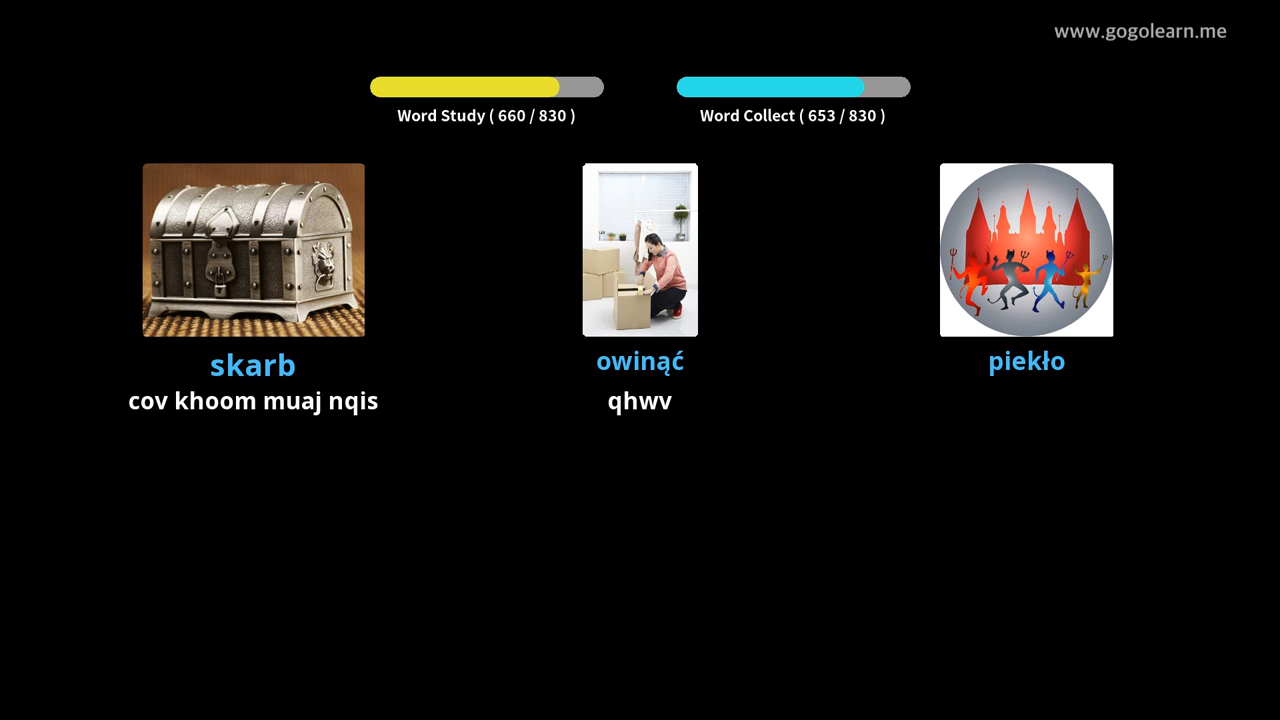 www.gogolearn.me
Word Study ( 660 / 830 )
Word Collect ( 653 / 830 )
skarb
cov khoom muaj nqis
owinąć
qhwv
piekło